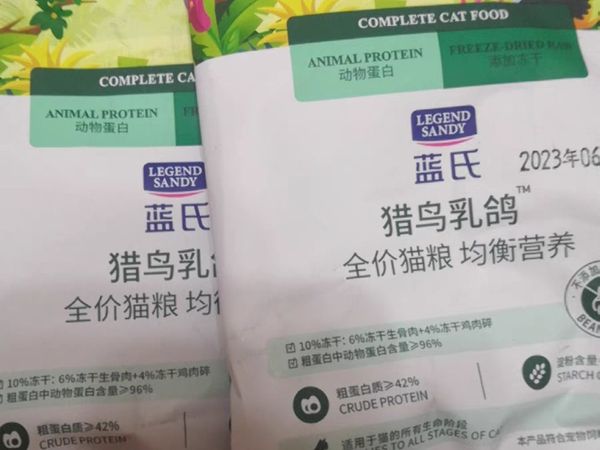 COMPLETE CAT FOOD
ANIMAL PROTEIN
动物蛋白
FREEZE-DRIED RAW
添加冻干
LEGEND
SANDY
蓝氏
2023年06
猎鸟乳鸽™
全价猫粮 均衡营养
不添加
BEAN
10%冻干：6%冻干生骨肉+4%冻干鸡肉碎
粗蛋白中动物蛋白含量≥96%
粗蛋白质≥42%
CRUDE PROTEIN
淀粉含量
STARCH
适用于猫的所有生命阶段
TO ALL STAGES OF CA
本产品符合宠物饲
COMPLETE CA
ANIMAL PROTEIN
动物蛋白
FR
LEGEND
SANDY
蓝氏
猎鸟乳
全价猫粮 均
10%冻干：6%冻干生骨肉+4%冻干鸡肉碎
粗蛋白中动物蛋白含量≥96%
粗蛋白质≥42%
CRUDE PROTEIN